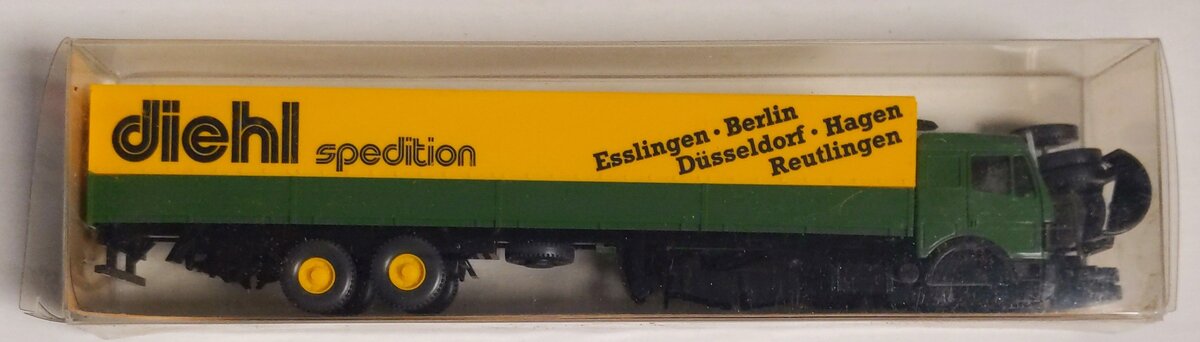 diehl spedition
Esslingen · Berlin
Düsseldorf · Hagen
Reutlingen